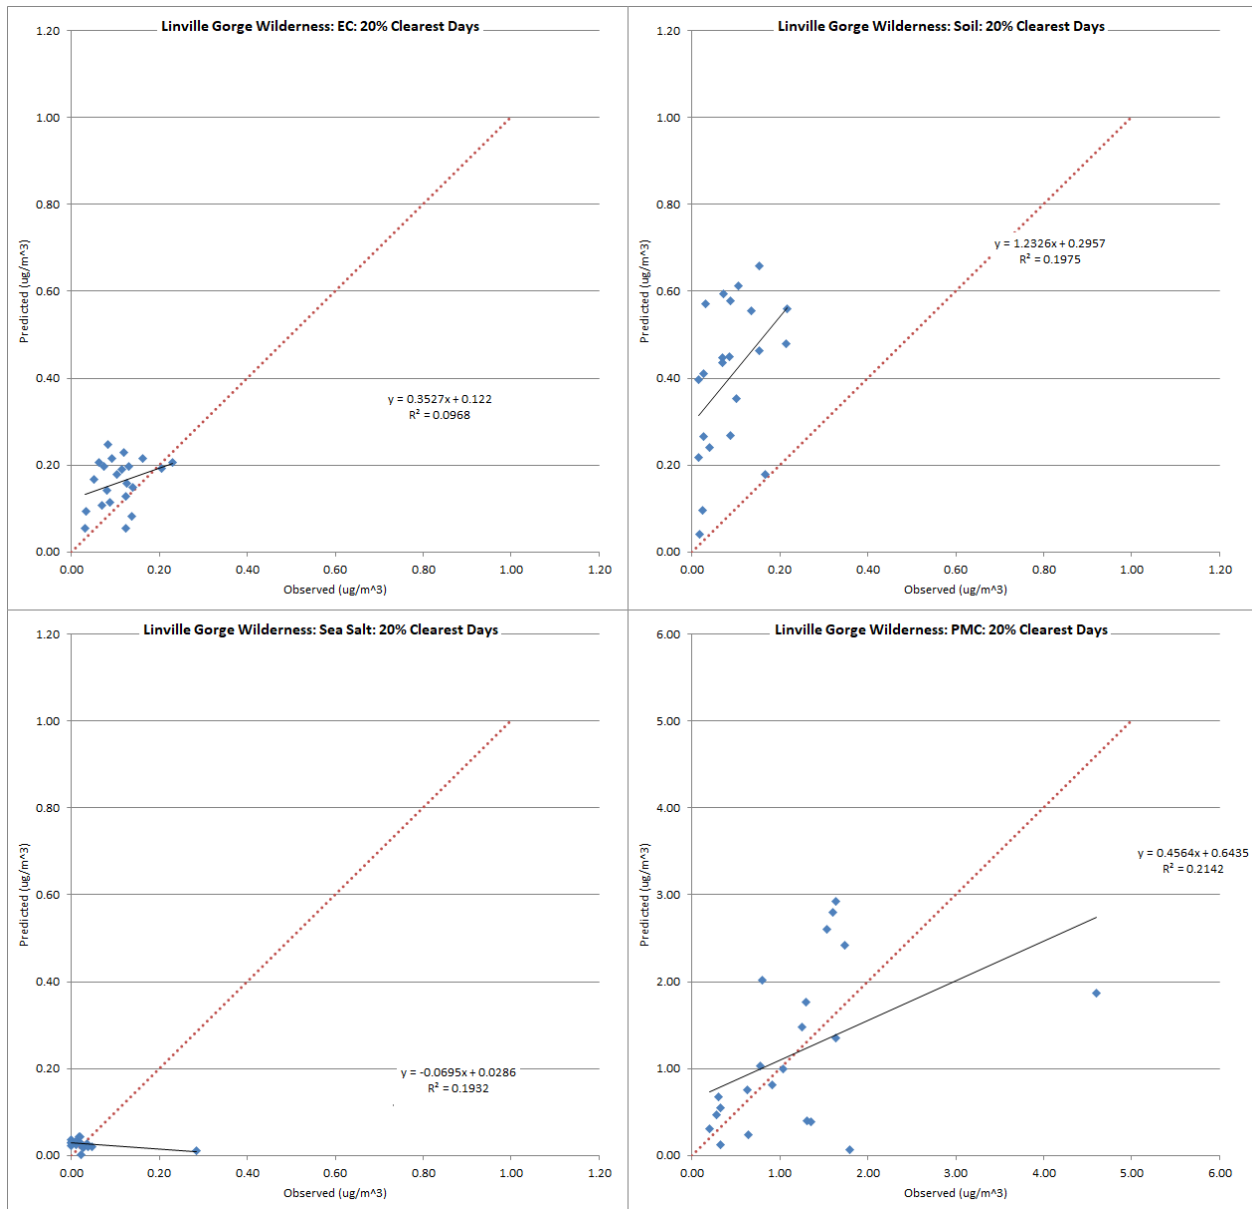 Linville Gorge Wilderness: EC: 20% Clearest Days
1.20
1.00
0.80
0.60
0.40
0.20
0.00
Predicted (ug/m^3)
y = 0.3527x + 0.122
R² = 0.0968
0.00 0.20 0.40 0.60 0.80 1.00 1.20
Observed (ug/m^3)
Linville Gorge Wilderness: Soil: 20% Clearest Days
1.20
1.00
0.80
0.60
0.40
0.20
0.00
Predicted (ug/m^3)
y = 1.2326x + 0.2957
R² = 0.1975
0.00 0.20 0.40 0.60 0.80 1.00 1.20
Observed (ug/m^3)
Linville Gorge Wilderness: Sea Salt: 20% Clearest Days
1.20
1.00
0.80
0.60
0.40
0.20
0.00
Predicted (ug/m^3)
y = -0.0695x + 0.0286
R² = 0.1932
0.00 0.20 0.40 0.60 0.80 1.00 1.20
Observed (ug/m^3)
Linville Gorge Wilderness: PMC: 20% Clearest Days
6.00
5.00
4.00
3.00
2.00
1.00
0.00
Predicted (ug/m^3)
y = 0.4564x + 0.6435
R² = 0.2142
0.00 1.00 2.00 3.00 4.00 5.00 6.00
Observed (ug/m^3)